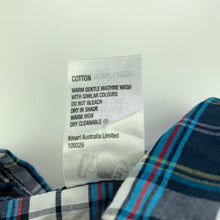 COTTON
WARM GENTLE MACHINE WASH
WITH SIMILAR COLOURS
DO NOT BLEACH
DRY IN SHADE
WARM IRON
DRY CLEANABLE
Kmart Australia Limited
109329